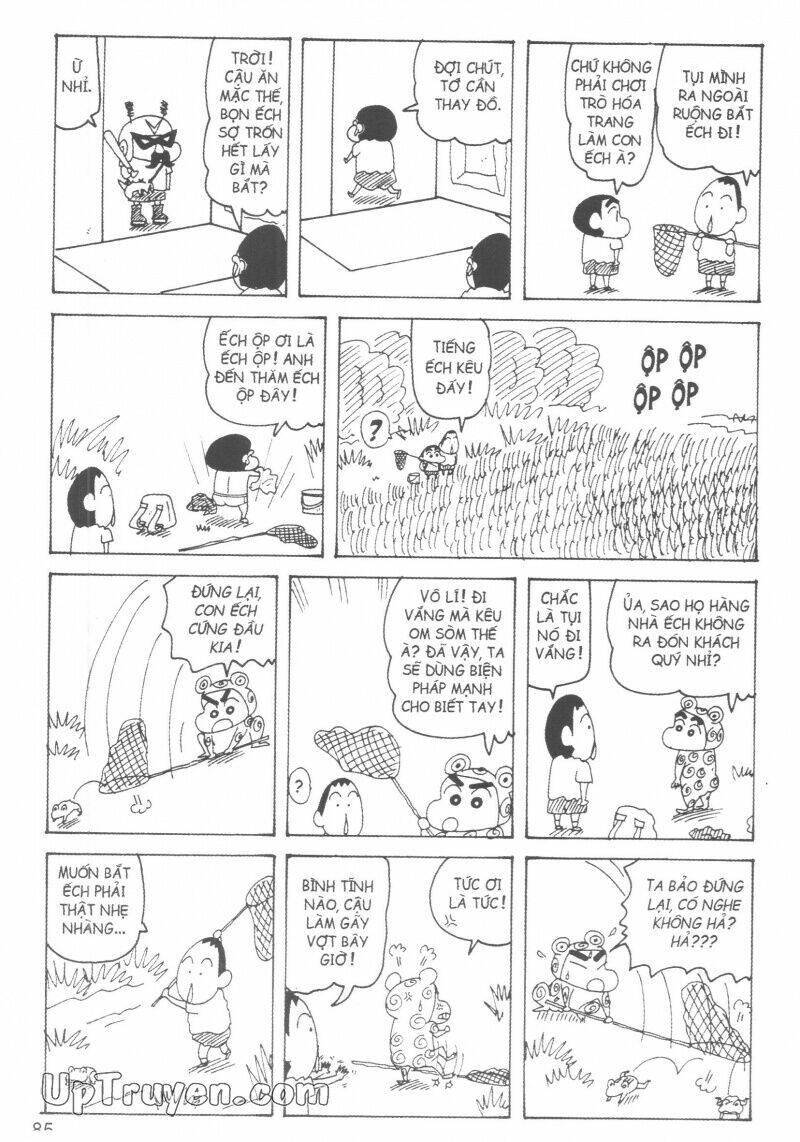 TỤI MÌNH
RA NGOÀI
RUỘNG BẮT
ẾCH ĐI!
CHỨ KHÔNG
PHẢI CHƠI
TRÒ HÓA
TRANG
LÀM CON
ẾCH À?
ĐỢI CHÚT,
TỚ CẦN
THAY ĐỒ.
TRỜI!
CẬU ĂN
MẶC THẾ,
BỌN ẾCH
SỢ TRỐN
HẾT LẤY
GÌ MÀ
BẮT?
Ừ
NHỈ.
ỘP ỘP
ỘP ỘP
TIẾNG
ẾCH KÊU
ĐẤY!
?
ẾCH ỘP ƠI LÀ
ẾCH ỘP! ANH
ĐẾN THĂM ẾCH
ỘP ĐÂY!
ỦA, SAO HỌ HÀNG
NHÀ ẾCH KHÔNG
RA ĐÓN KHÁCH
QUÝ NHỈ?
CHẮC
LÀ TỤI
NÓ ĐI
VẮNG!
VÔ LÍ! ĐI
VẮNG MÀ KÊU
OM SÒM THẾ
À? ĐÃ VẬY, TA
SẼ DÙNG BIỆN
PHÁP MẠNH
CHO BIẾT TAY!
?
ĐỨNG LẠI,
CON ẾCH
CỨNG ĐẦU
KIA!
TA BẢO ĐỨNG
LẠI, CÓ NGHE
KHÔNG HẢ?
HẢ???
TỨC ƠI
LÀ TỨC!
BÌNH TĨNH
NÀO, CẬU
LÀM GẪY
VỢT BÂY
GIỜ!
MUỐN BẮT
ẾCH PHẢI
THẬT NHẸ
NHÀNG...
UpTruyen.com
85